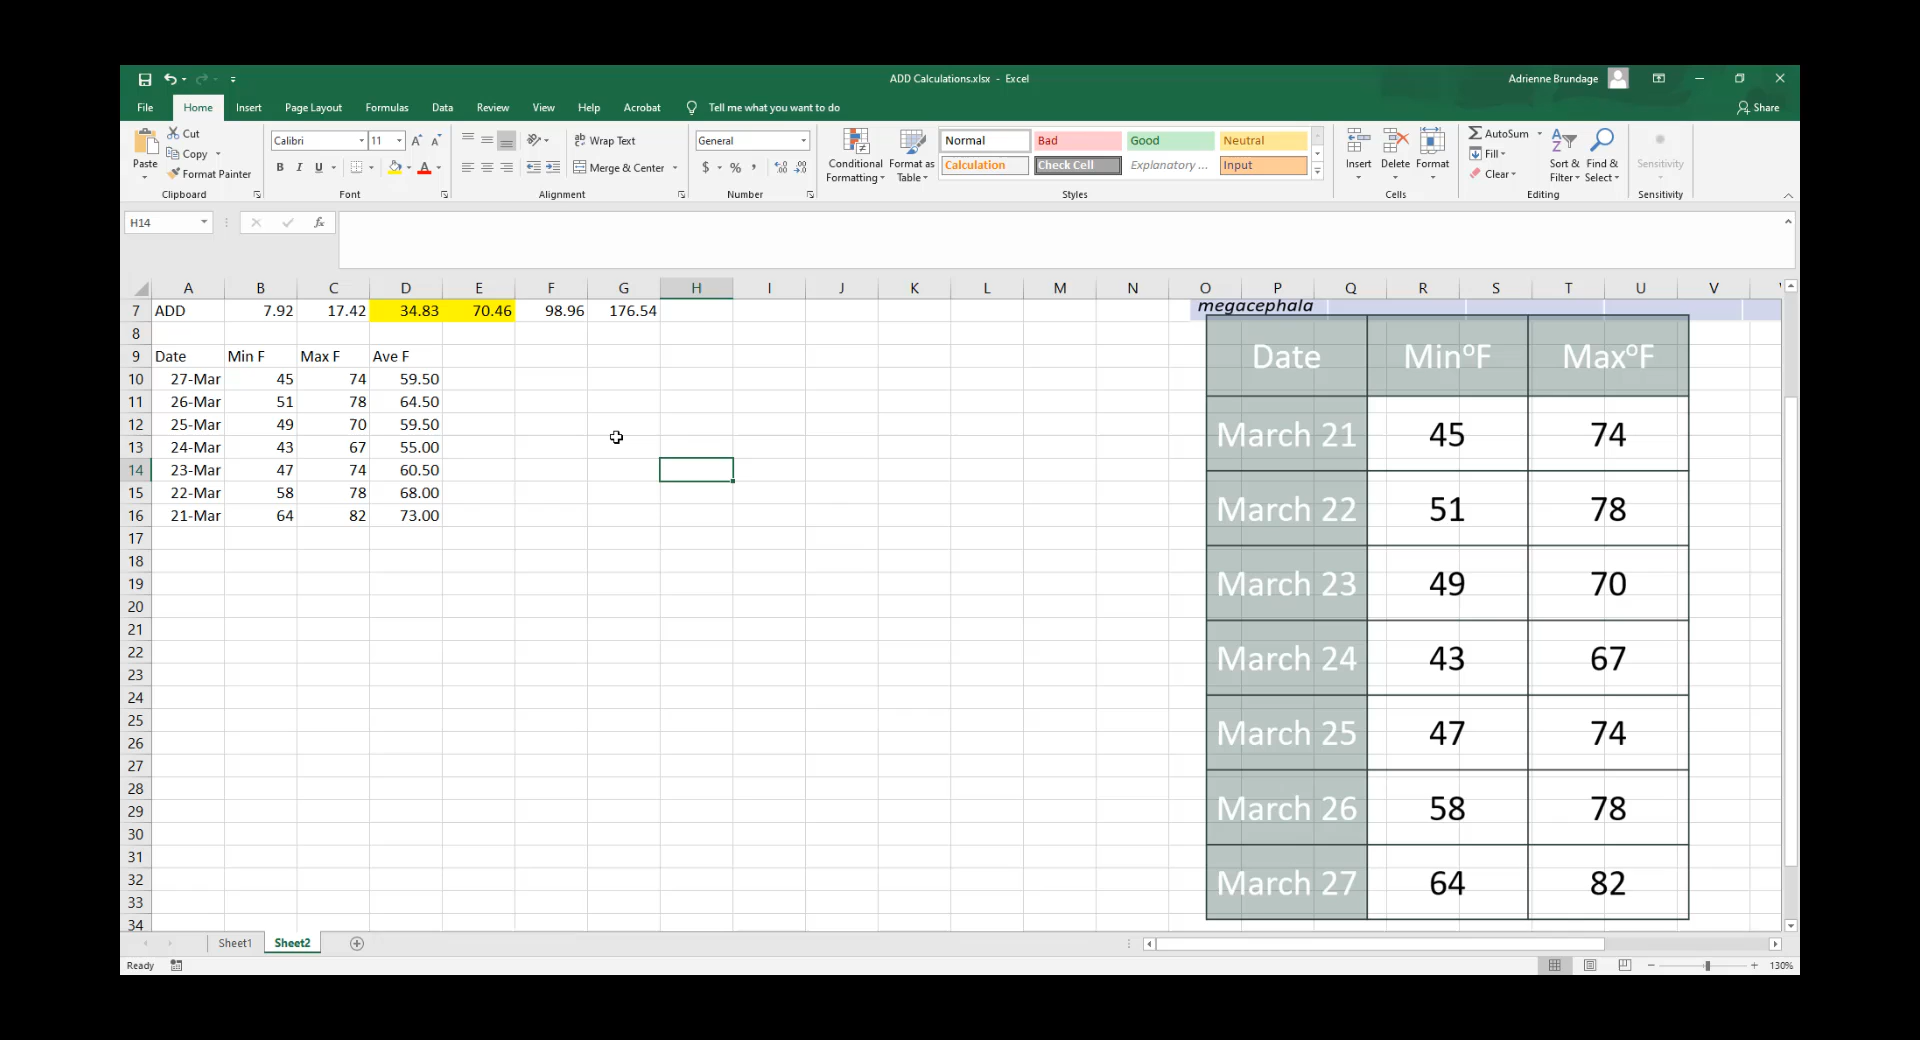 ADD Calculations.xlsx - Excel
Adrienne Brundage
File Home Insert Page Layout Formulas Data Review View Help Acrobat Tell me what you want to do
Share
Paste
Cut
Copy
Format Painter
Clipboard
Calibri 11
B I U
Font
Wrap Text
Merge & Center
Alignment
General
$ % ,
Number
Conditional Formatting
Format as Table
Normal Bad Good Neutral
Calculation Check Cell Explanatory ... Input
Styles
Insert Delete Format
Cells
AutoSum
Fill
Clear
Sort & Filter
Find & Select
Editing
Sensitivity
Sensitivity
H14
fx
A B C D E F G H I J K L M N O P Q R S T U V
7 ADD 7.92 17.42 34.83 70.46 98.96 176.54
8
9 Date Min F Max F Ave F
10 27-Mar 45 74 59.50
11 26-Mar 51 78 64.50
12 25-Mar 49 70 59.50
13 24-Mar 43 67 55.00
14 23-Mar 47 74 60.50
15 22-Mar 58 78 68.00
16 21-Mar 64 82 73.00
17
18
19
20
21
22
23
24
25
26
27
28
29
30
31
32
33
34
megacephala
Date MinºF MaxºF
March 21 45 74
March 22 51 78
March 23 49 70
March 24 43 67
March 25 47 74
March 26 58 78
March 27 64 82
Sheet1 Sheet2
Ready
130%